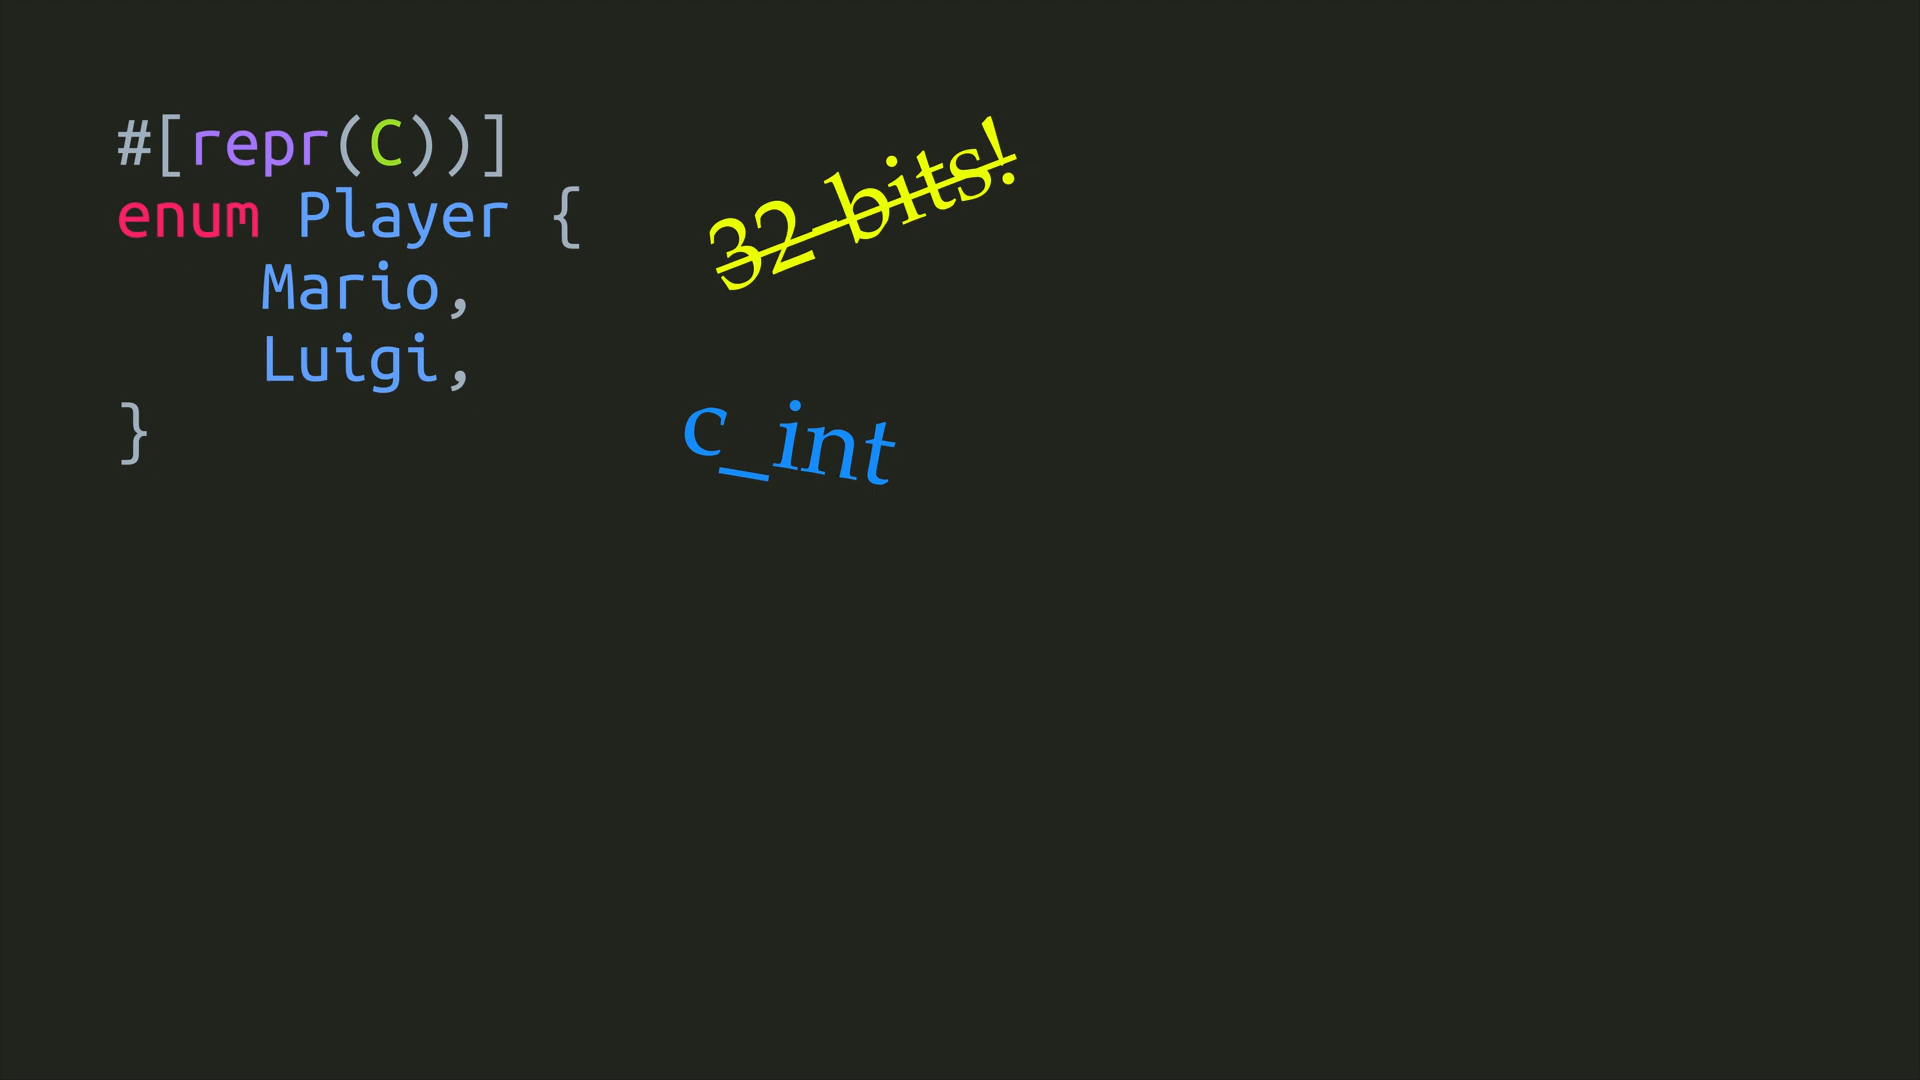 #[repr(C))]
enum Player {
    Mario,
    Luigi,
}
32-bits!
c_int